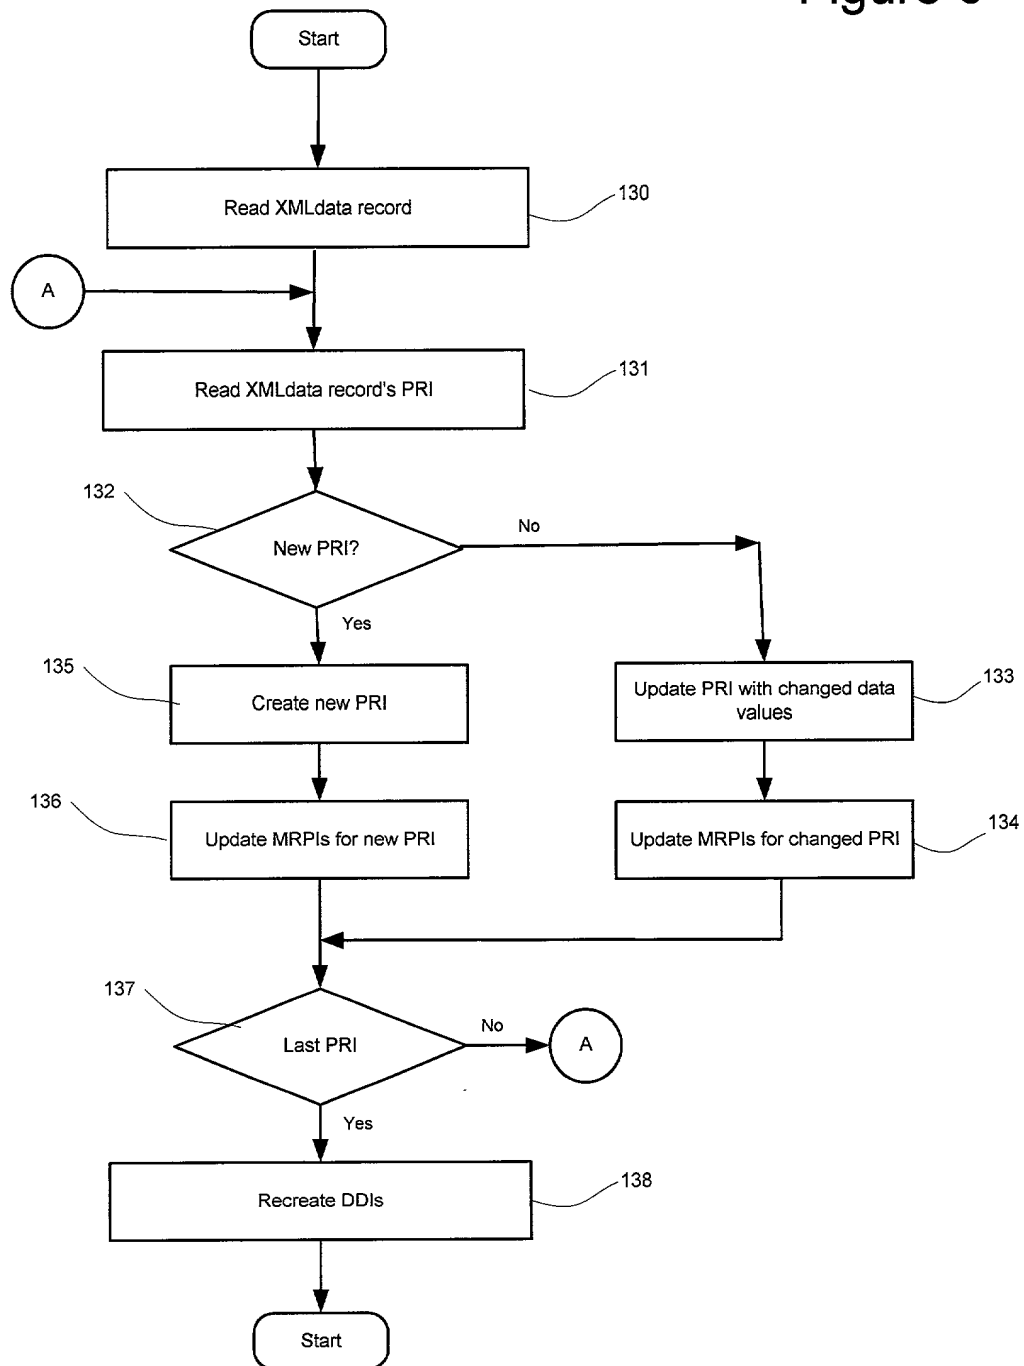 Start
Read XMLdata record
130
A
Read XMLdata record's PRI
131
132
New PRI?
No
Yes
135
Create new PRI
Update PRI with changed data
values
133
136
Update MRPIs for new PRI
Update MRPIs for changed PRI
134
137
Last PRI
No
A
Yes
Recreate DDIs
138
Start